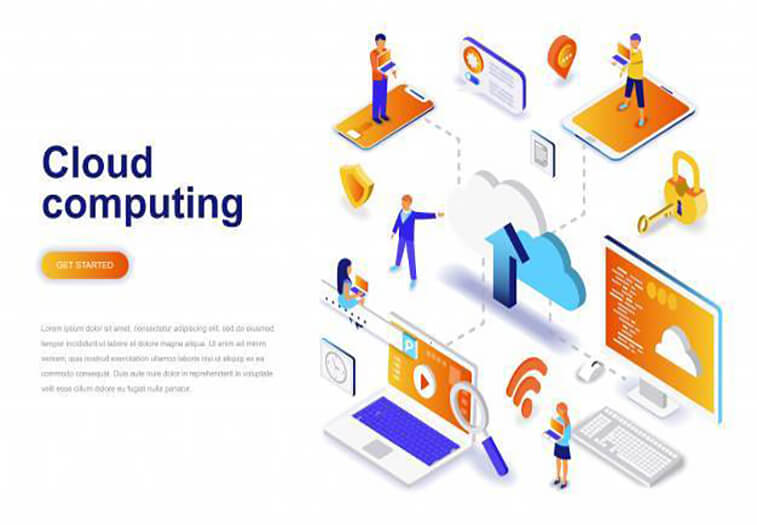 Cloud
computing
GET STARTED
Lorem ipsum dolor sit amet, consectetur adipiscing elit, sed do eiusmod
tempor incididunt ut labore et dolore magna aliqua. Ut enim ad minim
veniam, quis nostrud exercitation ullamco laboris nisi ut aliquip ex ea
commodo consequat. Duis aute irure dolor in reprehenderit in voluptate
velit esse cillum dolore eu fugiat nulla pariatur.